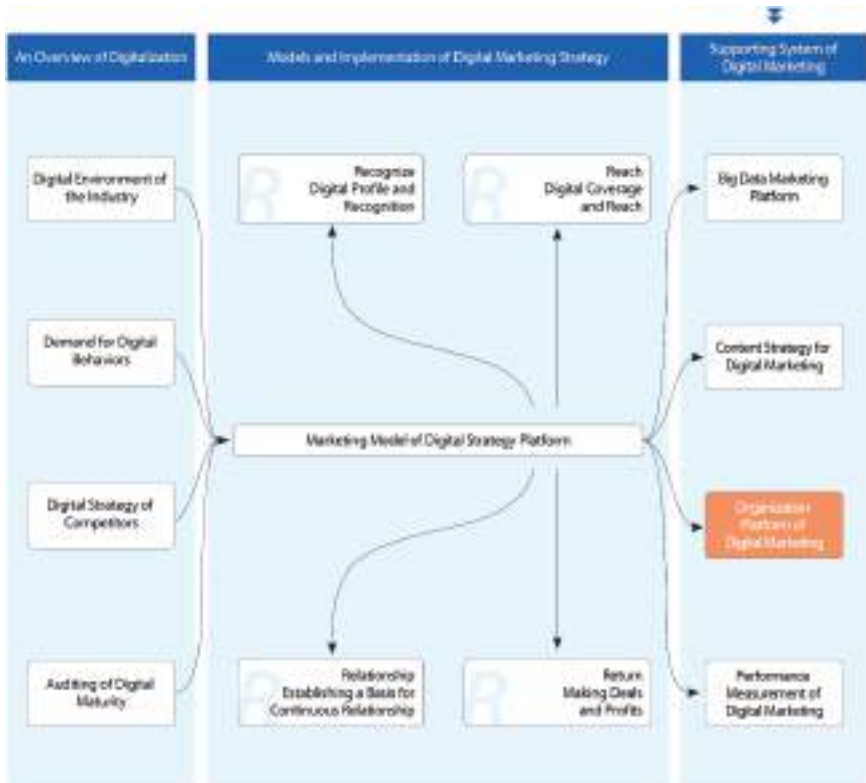 An Overview of Digitalization
Models and Implementation of Digital Marketing Strategy
Supporting System of
Digital Marketing
Digital Environment of
the Industry
Demand for Digital
Behaviors
Digital Strategy of
Competitors
Auditing of Digital
Maturity
R
Recognize
Digital Profile and
Recognition
R
Reach
Digital Coverage
and Reach
Marketing Model of Digital Strategy Platform
R
Relationship
Establishing a Basis for
Continuous Relationship
R
Return
Making Deals
and Profits
Big Data Marketing
Platform
Content Strategy for
Digital Marketing
Organization
Platform of
Digital Marketing
Performance
Measurement of
Digital Marketing